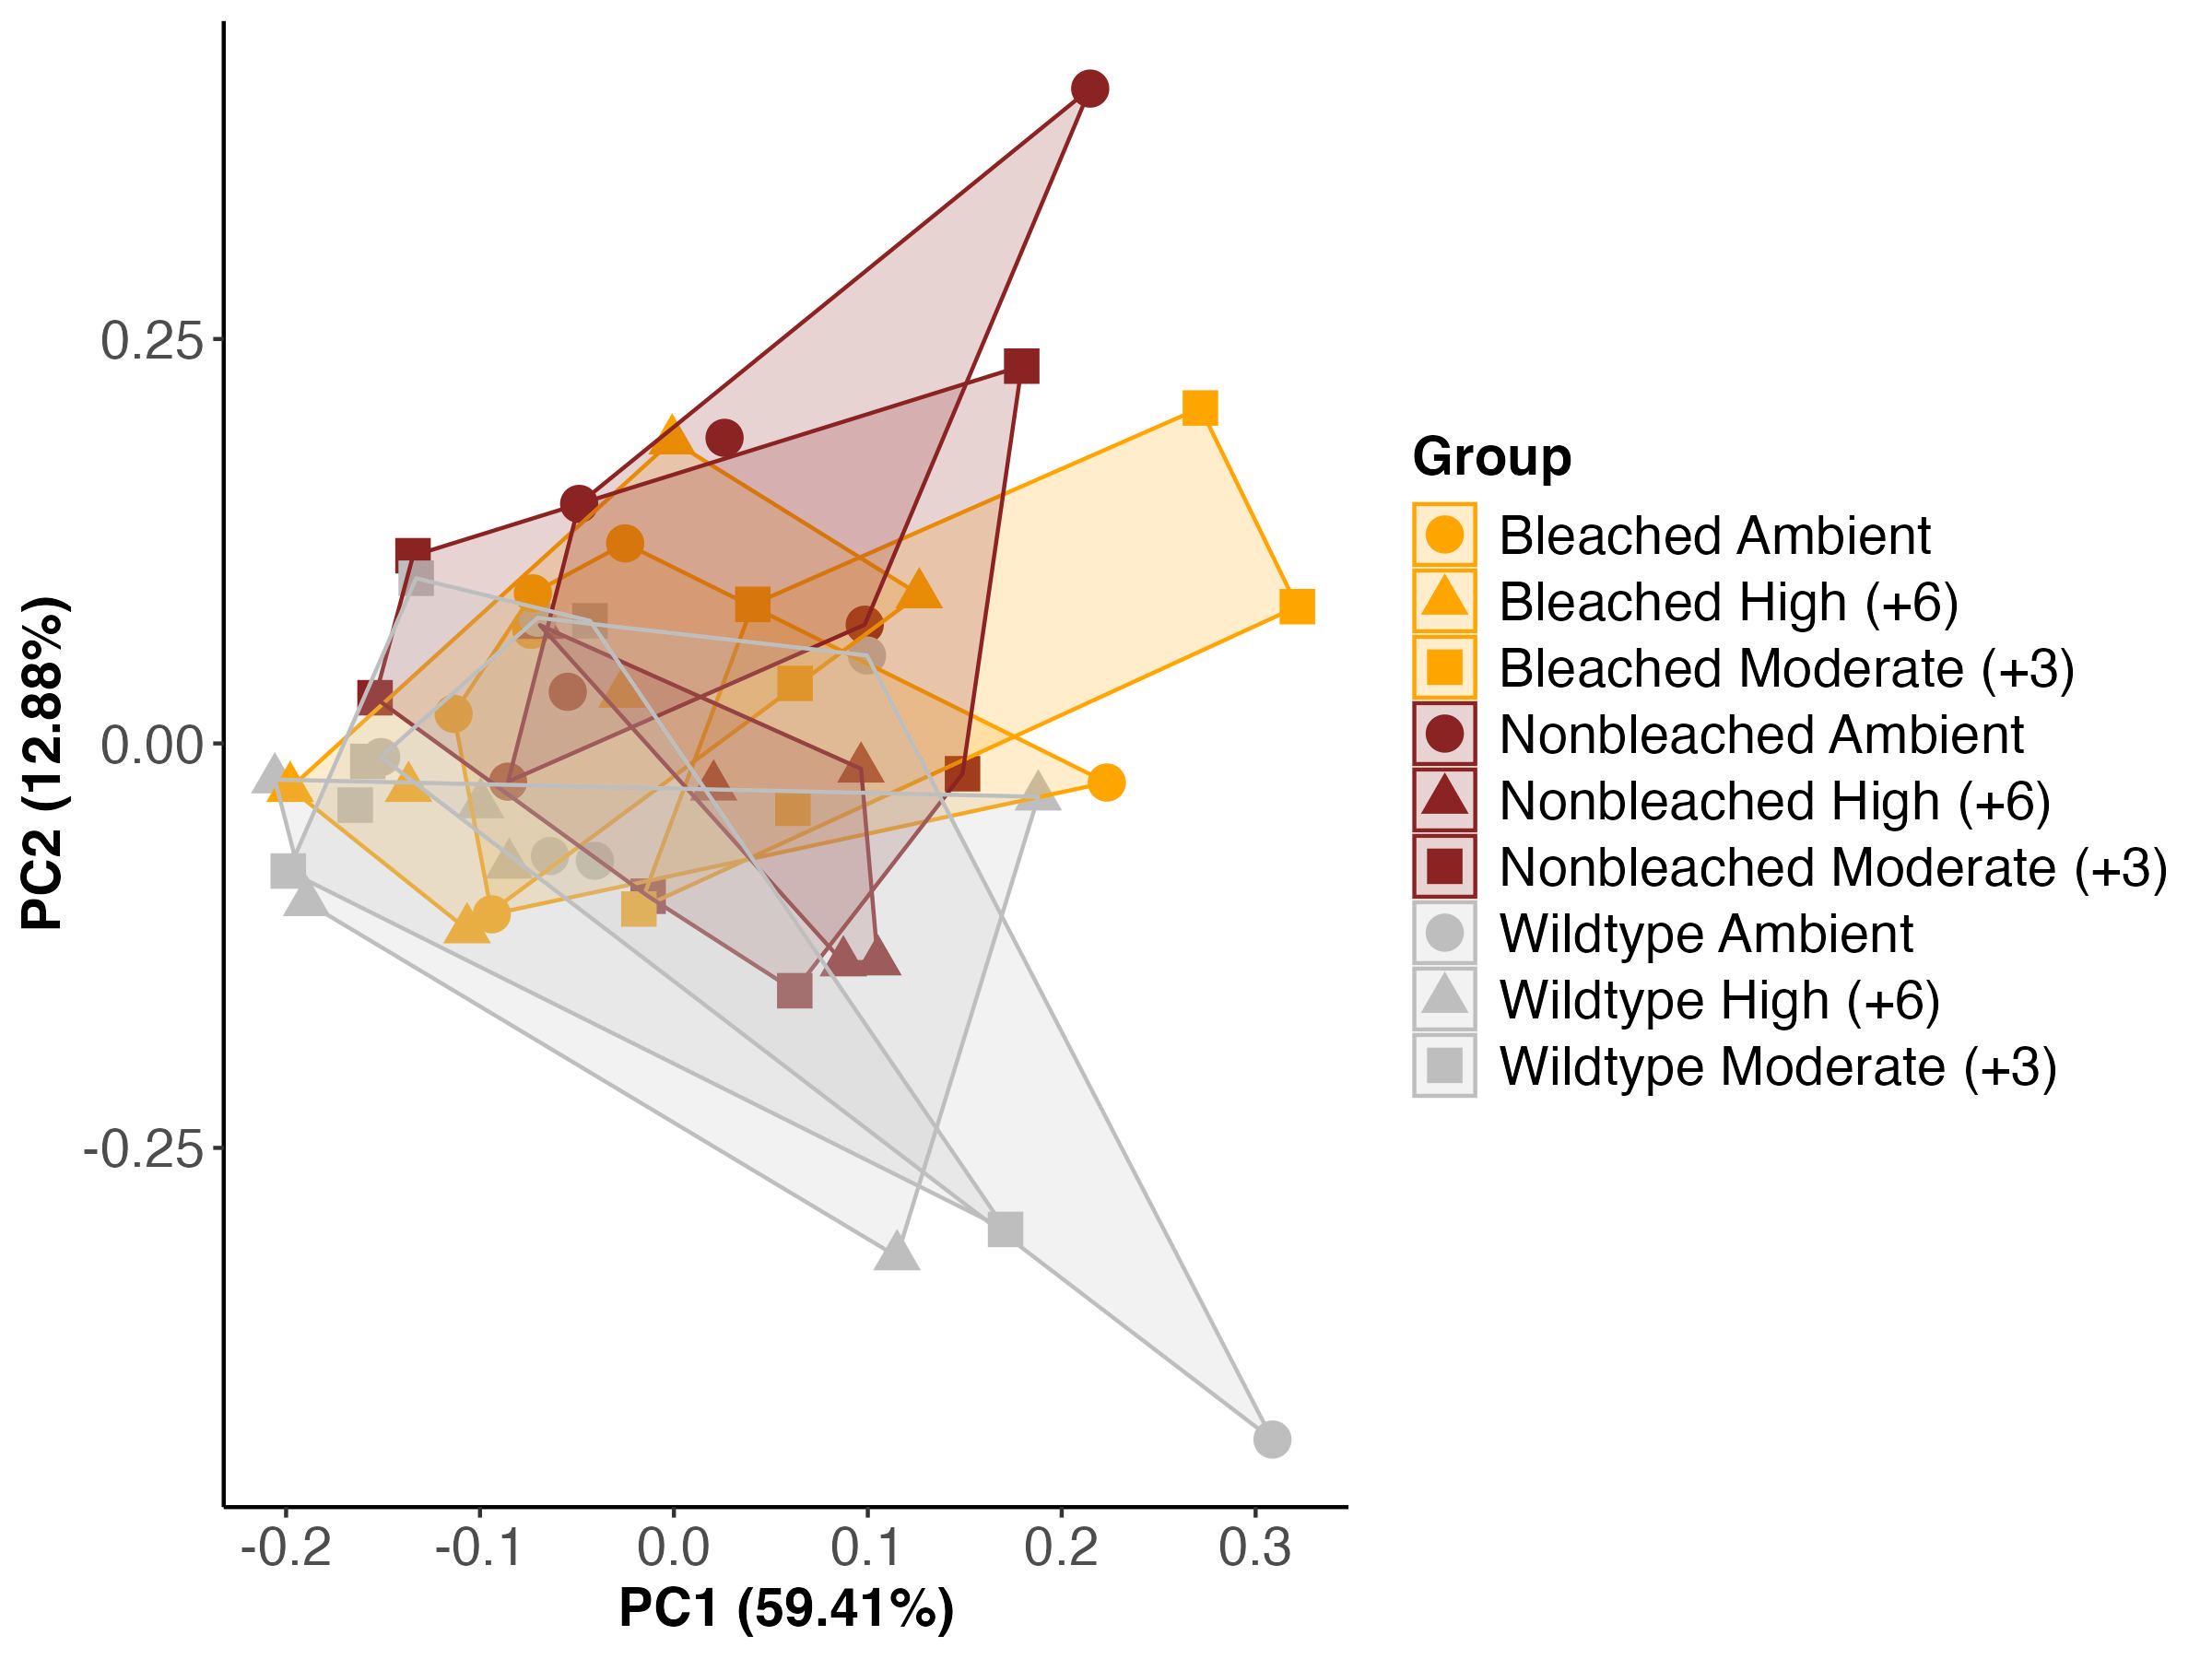 0.25
0.00
-0.25
PC2 (12.88%)
-0.2 -0.1 0.0 0.1 0.2 0.3
PC1 (59.41%)
Group
Bleached Ambient
Bleached High (+6)
Bleached Moderate (+3)
Nonbleached Ambient
Nonbleached High (+6)
Nonbleached Moderate (+3)
Wildtype Ambient
Wildtype High (+6)
Wildtype Moderate (+3)